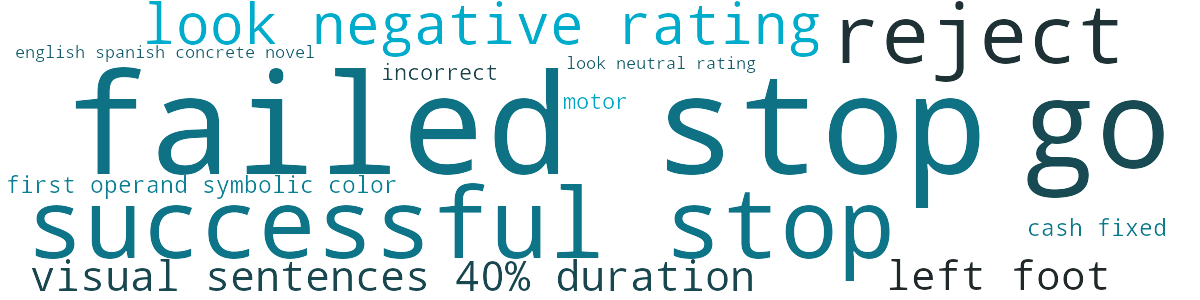 look negative rating
reject
english spanish concrete novel
look neutral rating
incorrect
motor
failed stop
go
first operand symbolic color
successful stop
cash fixed
visual sentences 40% duration
left foot